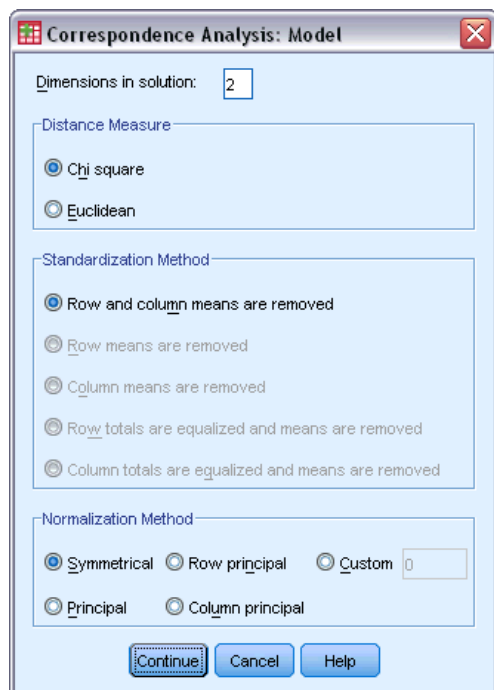 Correspondence Analysis: Model
Dimensions in solution: 2
Distance Measure
Chi square
Euclidean
Standardization Method
Row and column means are removed
Row means are removed
Column means are removed
Row totals are equalized and means are removed
Column totals are equalized and means are removed
Normalization Method
Symmetrical Row principal Custom 0
Principal Column principal
Continue Cancel Help